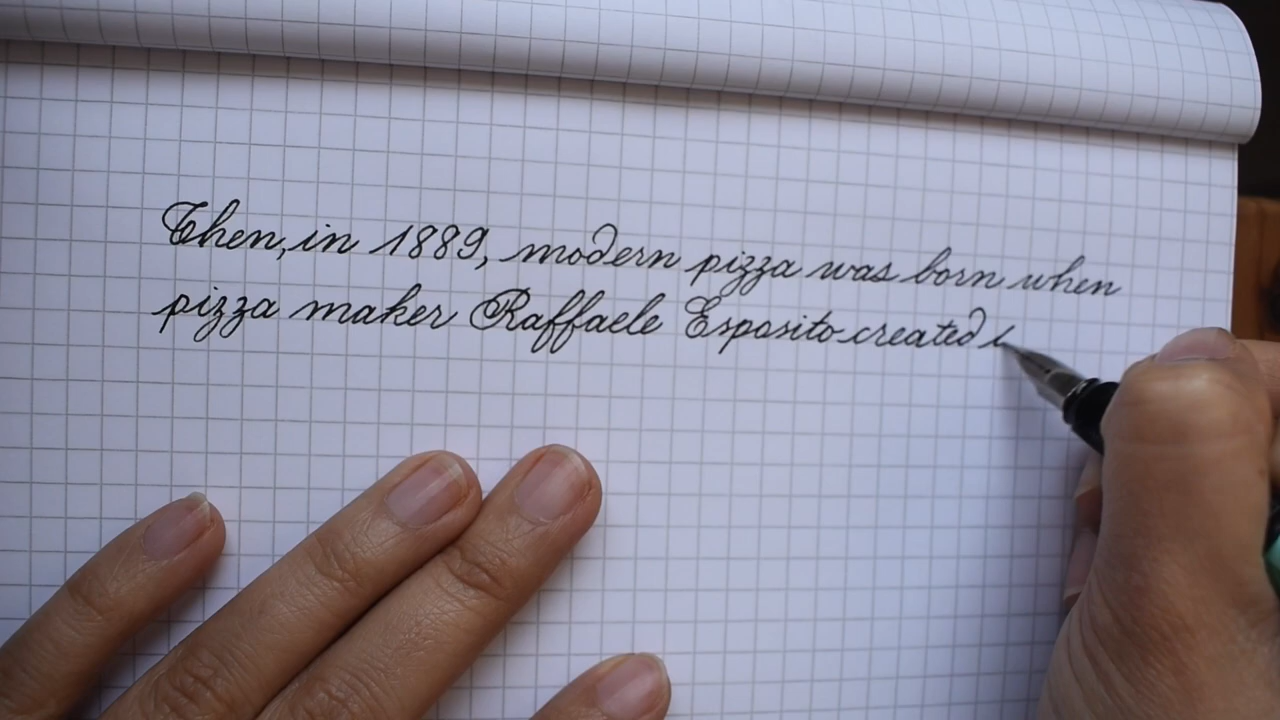 Then, in 1889, modern pizza was born when
pizza maker Raffaele Esposito created